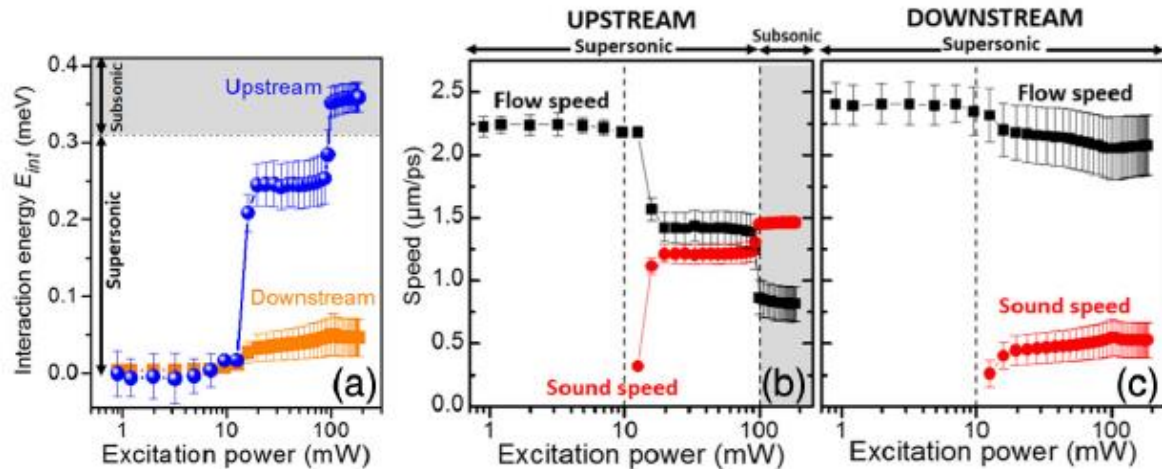 UPSTREAM
DOWNSTREAM
Supersonic
Subsonic
Supersonic
Interaction energy E_int (meV)
Subsonic
Supersonic
0.4
0.3
0.2
0.1
0.0
Upstream
Downstream
(a)
1
10
100
Excitation power (mW)
Speed (μm/ps)
2.5
2.0
1.5
1.0
0.5
0.0
Flow speed
Sound speed
(b)
1
10
100
Excitation power (mW)
Flow speed
Sound speed
(c)
1
10
100
Excitation power (mW)